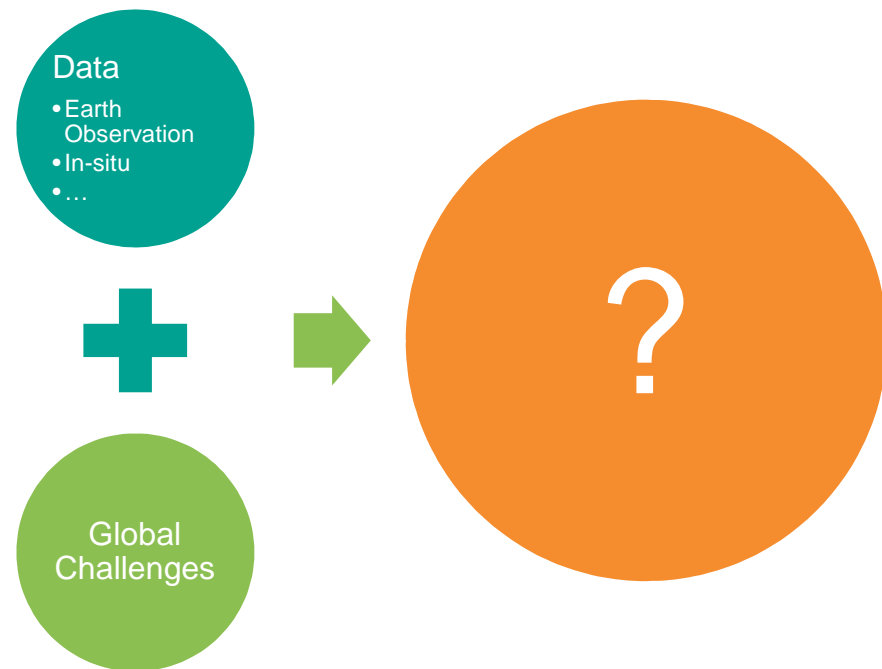 Data
•Earth
Observation
•In-situ
•…
Global
Challenges
?